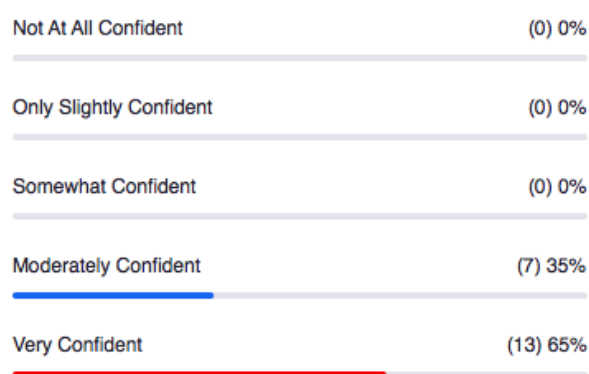 Not At All Confident (0) 0%
Only Slightly Confident (0) 0%
Somewhat Confident (0) 0%
Moderately Confident (7) 35%
Very Confident (13) 65%